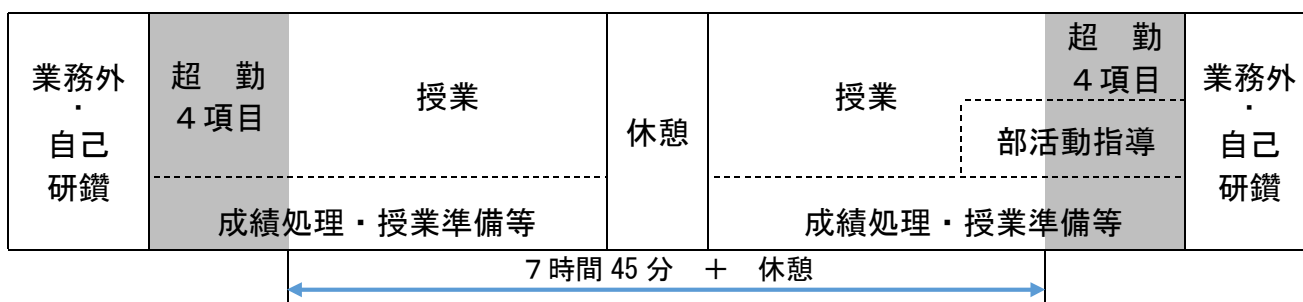 業務外
・
自己
研鑽
超　勤
４項目
授業
成績処理・授業準備等
休憩
授業
超　勤
４項目
部活動指導
成績処理・授業準備等
業務外
・
自己
研鑽
７時間 45 分　＋　休憩